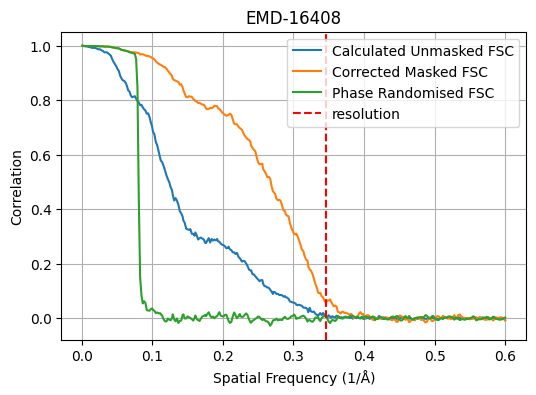 EMD-16408
Calculated Unmasked FSC
Corrected Masked FSC
Phase Randomised FSC
resolution
Correlation
1.0
0.8
0.6
0.4
0.2
0.0
0.0 0.1 0.2 0.3 0.4 0.5 0.6
Spatial Frequency (1/Å)